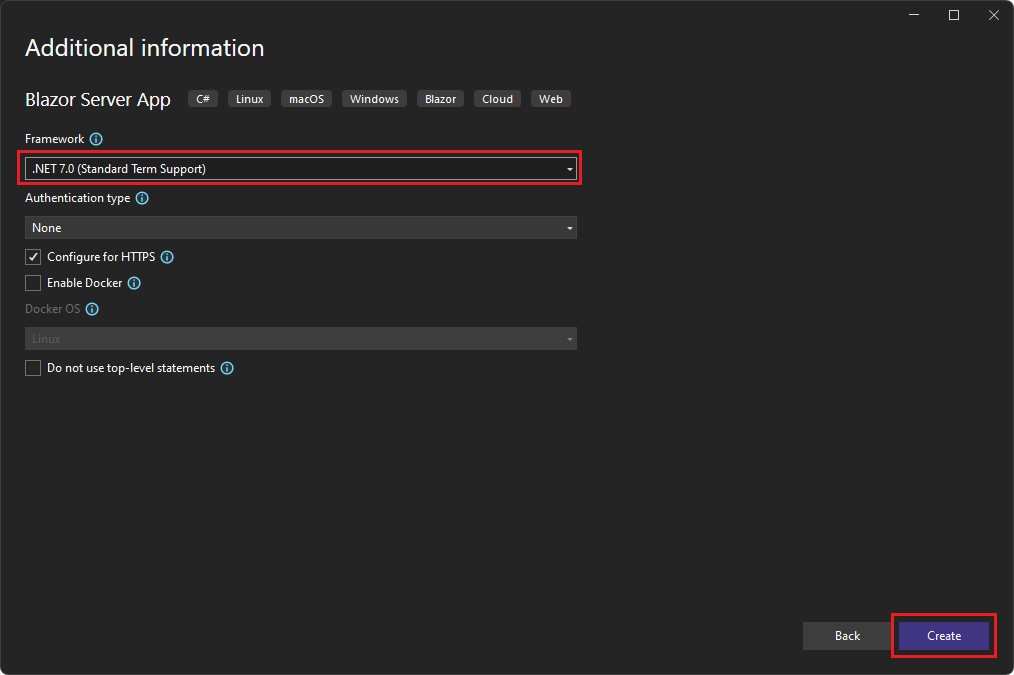 Additional information
Blazor Server App C# Linux macOS Windows Blazor Cloud Web
Framework
.NET 7.0 (Standard Term Support)
Authentication type
None
Configure for HTTPS
Enable Docker
Docker OS
Linux
Do not use top-level statements
Back Create